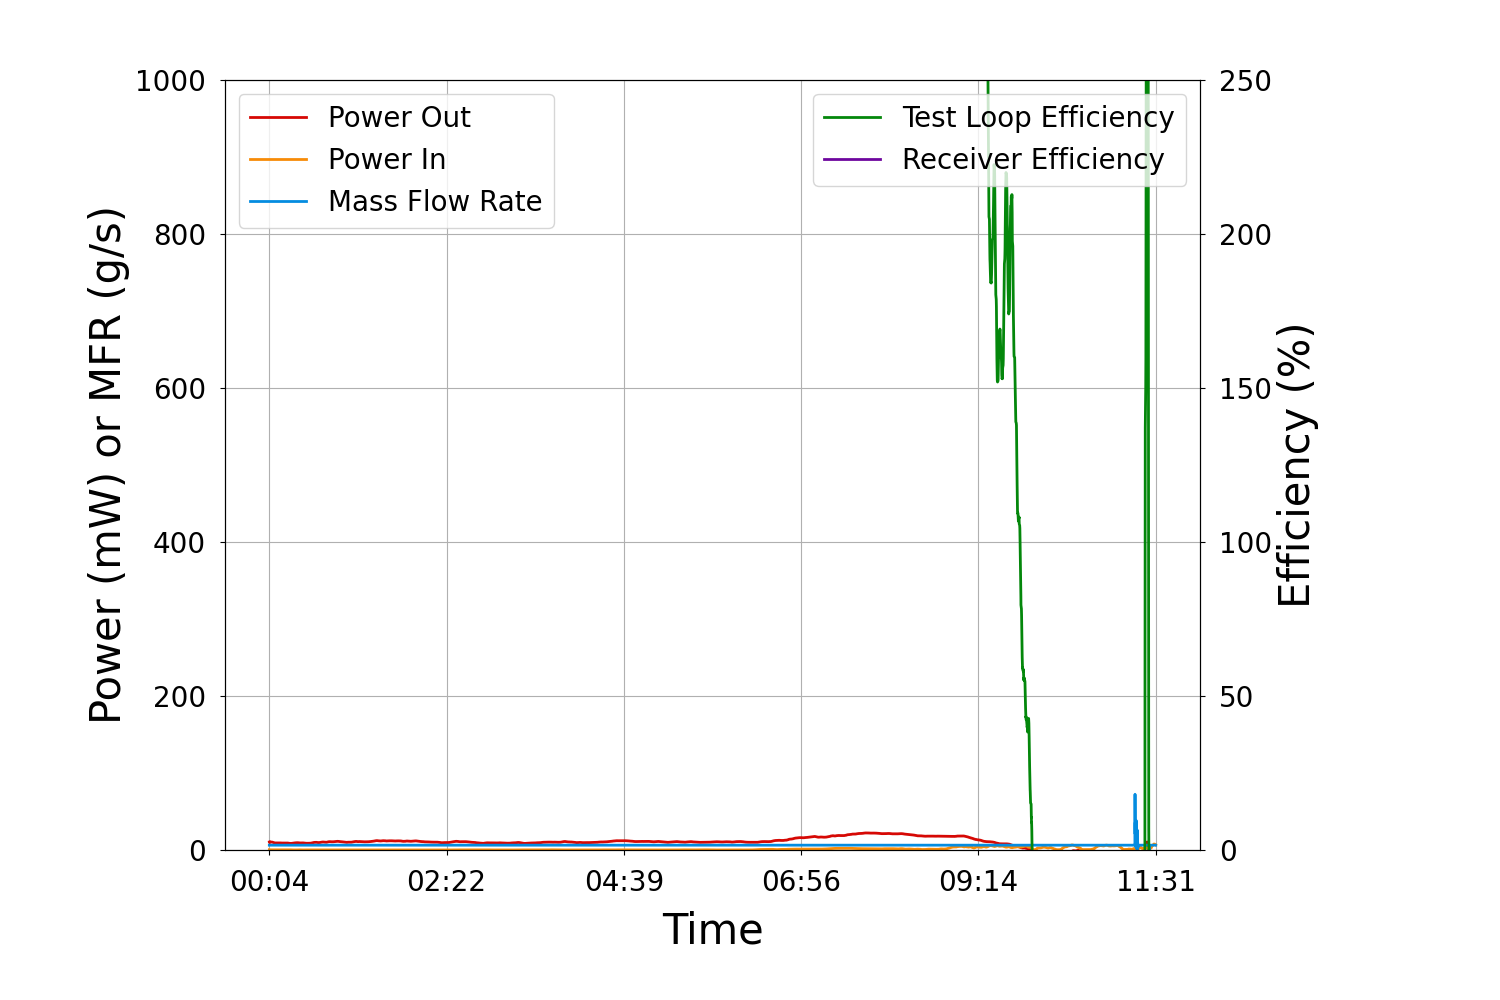 Power (mW) or MFR (g/s)
1000
800
600
400
200
0
Power Out
Power In
Mass Flow Rate
Test Loop Efficiency
Receiver Efficiency
250
200
150
100
50
0
Efficiency (%)
00:04 02:22 04:39 06:56 09:14 11:31
Time